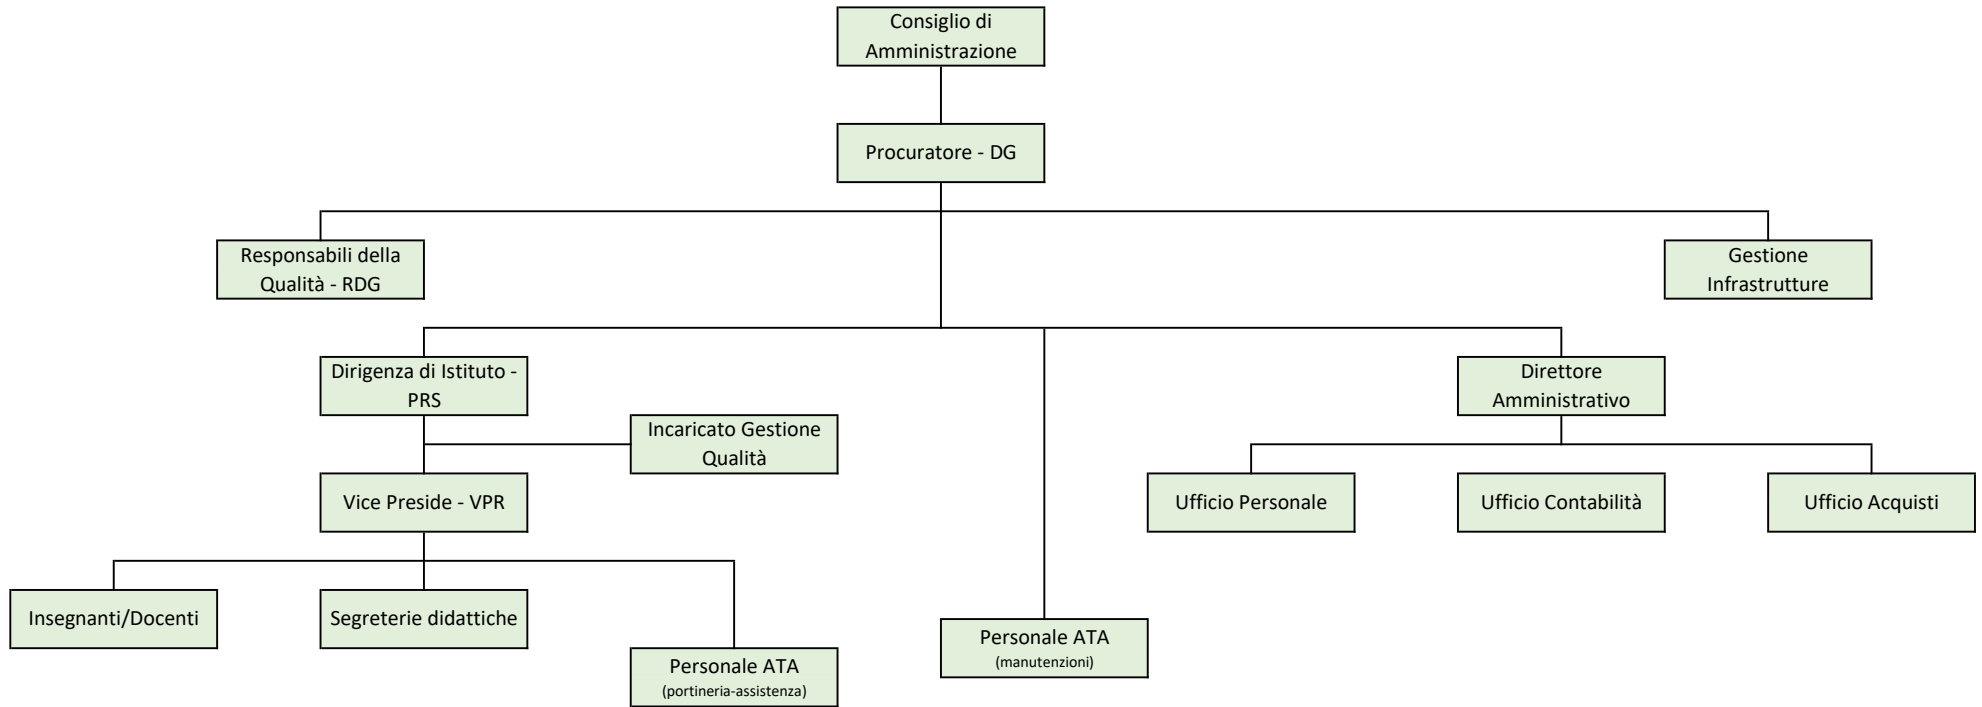 Consiglio di
Amministrazione
Procuratore - DG
Responsabili della
Qualità - RDG
Gestione
Infrastrutture
Dirigenza di Istituto -
PRS
Direttore
Amministrativo
Incaricato Gestione
Qualità
Vice Preside - VPR
Ufficio Personale
Ufficio Contabilità
Ufficio Acquisti
Insegnanti/Docenti
Segreterie didattiche
Personale ATA
(portineria-assistenza)
Personale ATA
(manutenzioni)